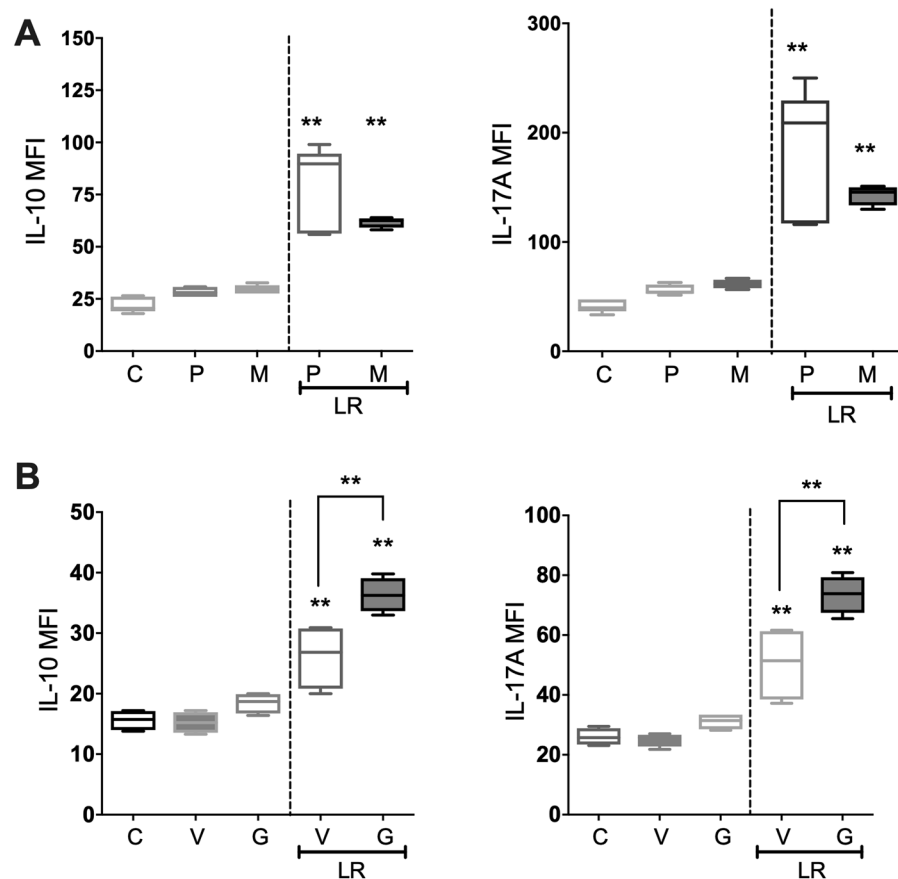 A
IL-10 MFI
150
125
100
75
50
25
0
** **
C P M P M
LR
IL-17A MFI
300
200
100
0
**
**
C P M P M
LR
B
IL-10 MFI
50
40
30
20
10
0
**
**
**
C V G V G
LR
IL-17A MFI
100
80
60
40
20
0
**
**
**
C V G V G
LR